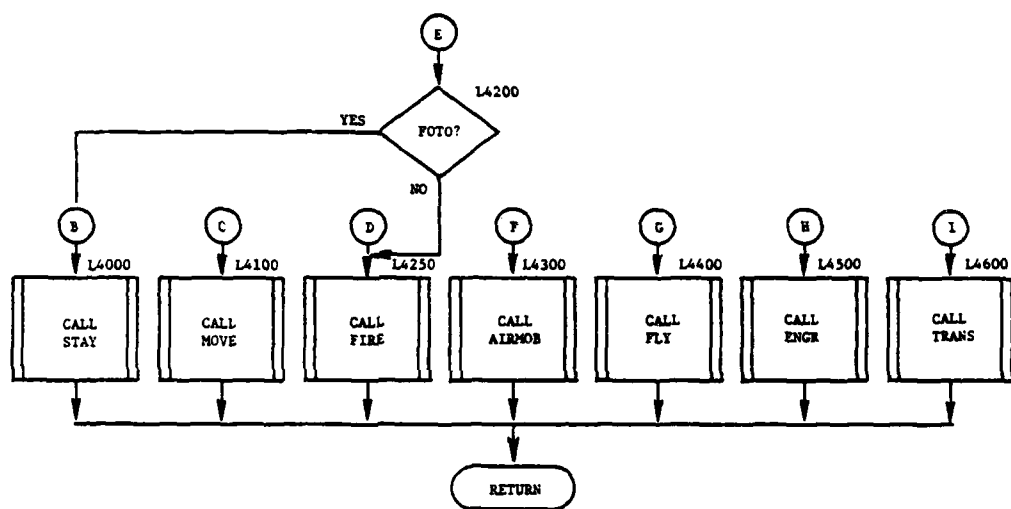 E
L4200
YES
FOTO?
NO
B
C
D
F
G
H
I
L4000
L4100
L4250
L4300
L4400
L4500
L4600
CALL
STAY
CALL
MOVE
CALL
FIRE
CALL
AIRMOB
CALL
FLY
CALL
ENGR
CALL
TRANS
RETURN